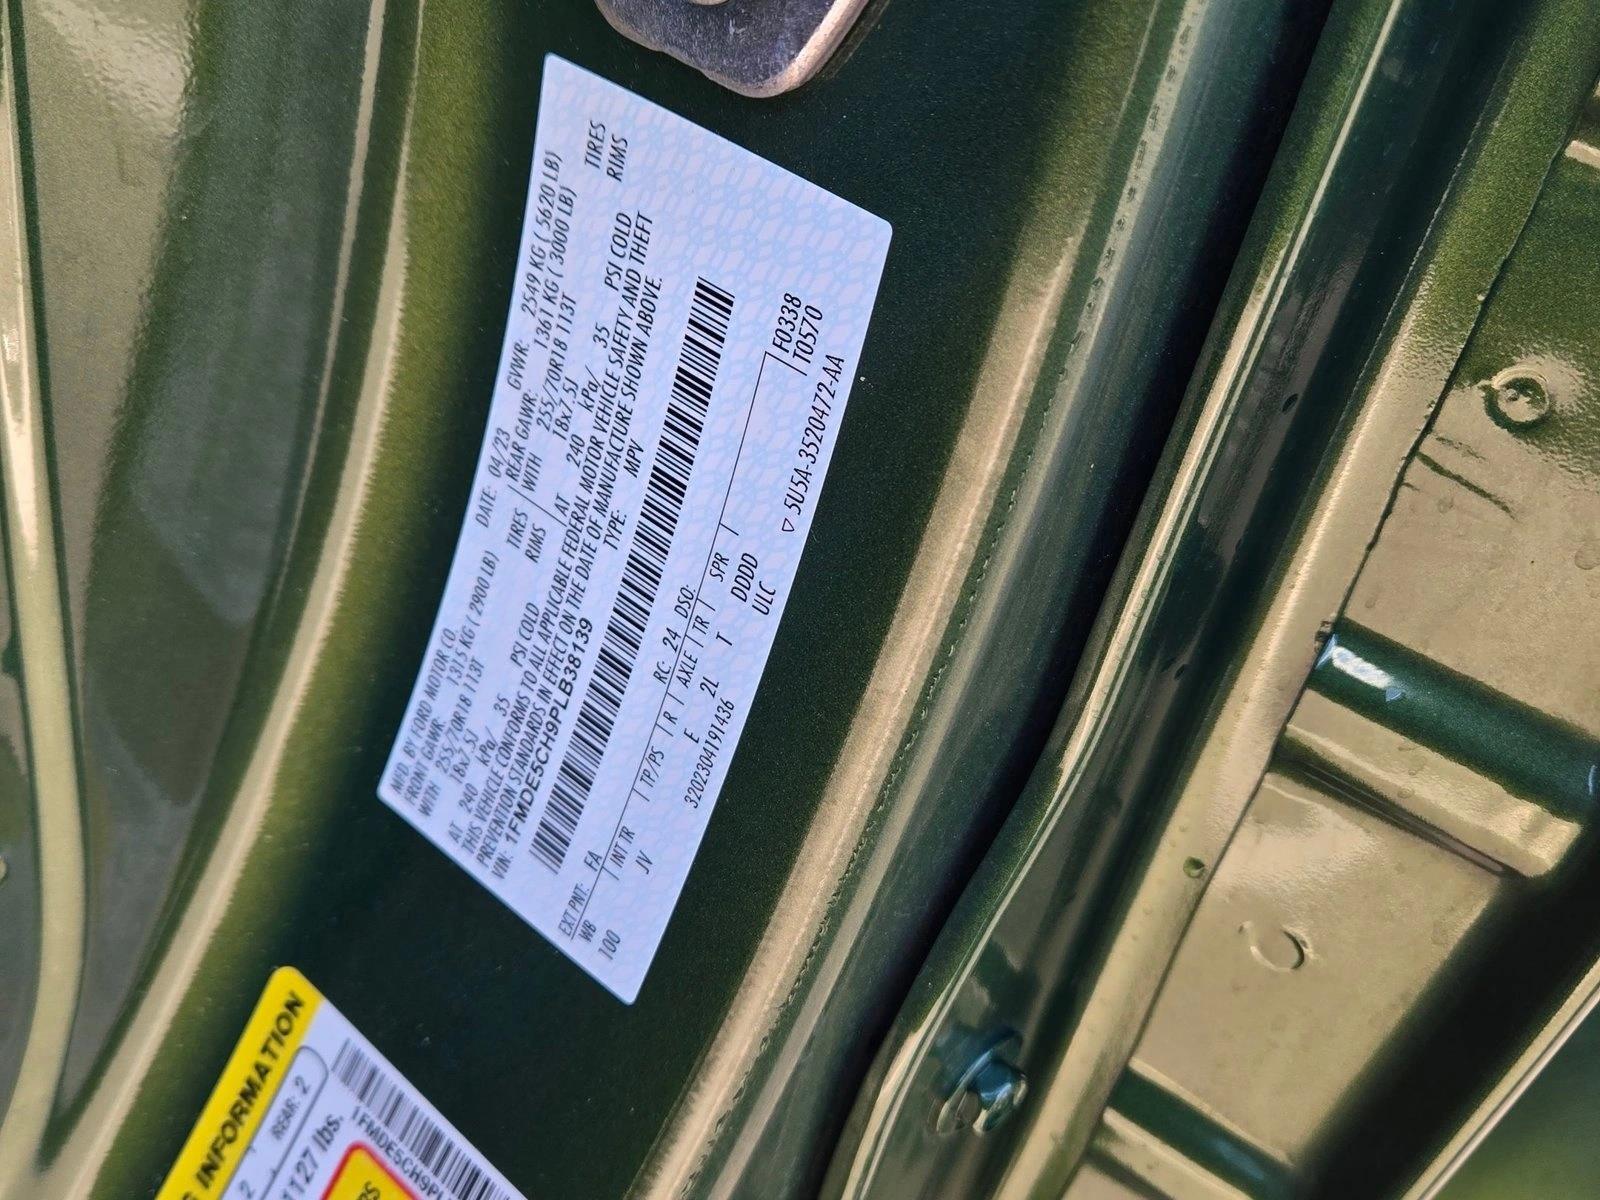 MFD. BY FORD MOTOR CO.
DATE: 04/23
GVWR: 2549 KG ( 5620 LB)
FRONT GAWR: 1315 KG ( 2900 LB)
REAR GAWR: 1361 KG ( 3000 LB)
WITH 255/70R18 113T TIRES
WITH 255/70R18 113T TIRES
18x7.5J RIMS
18x7.5J RIMS
AT 240 kPa/ 35 PSI COLD
AT 240 kPa/ 35 PSI COLD
THIS VEHICLE CONFORMS TO ALL APPLICABLE FEDERAL MOTOR VEHICLE SAFETY AND THEFT
PREVENTION STANDARDS IN EFFECT ON THE DATE OF MANUFACTURE SHOWN ABOVE.
VIN: 1FMDE5CH9PLB38139
TYPE: MPV
EXT PNT: FA RC: 24 DSO: F0338
WB INT TR TP/PS R AXLE TR SPR T0570
100 JV E 2L T DDDD
3202304191436 ULC
▽ 5U5A-3520472-AA
INFORMATION
2 REAR: 2
1127 lbs.
1FMDE5CH9PL